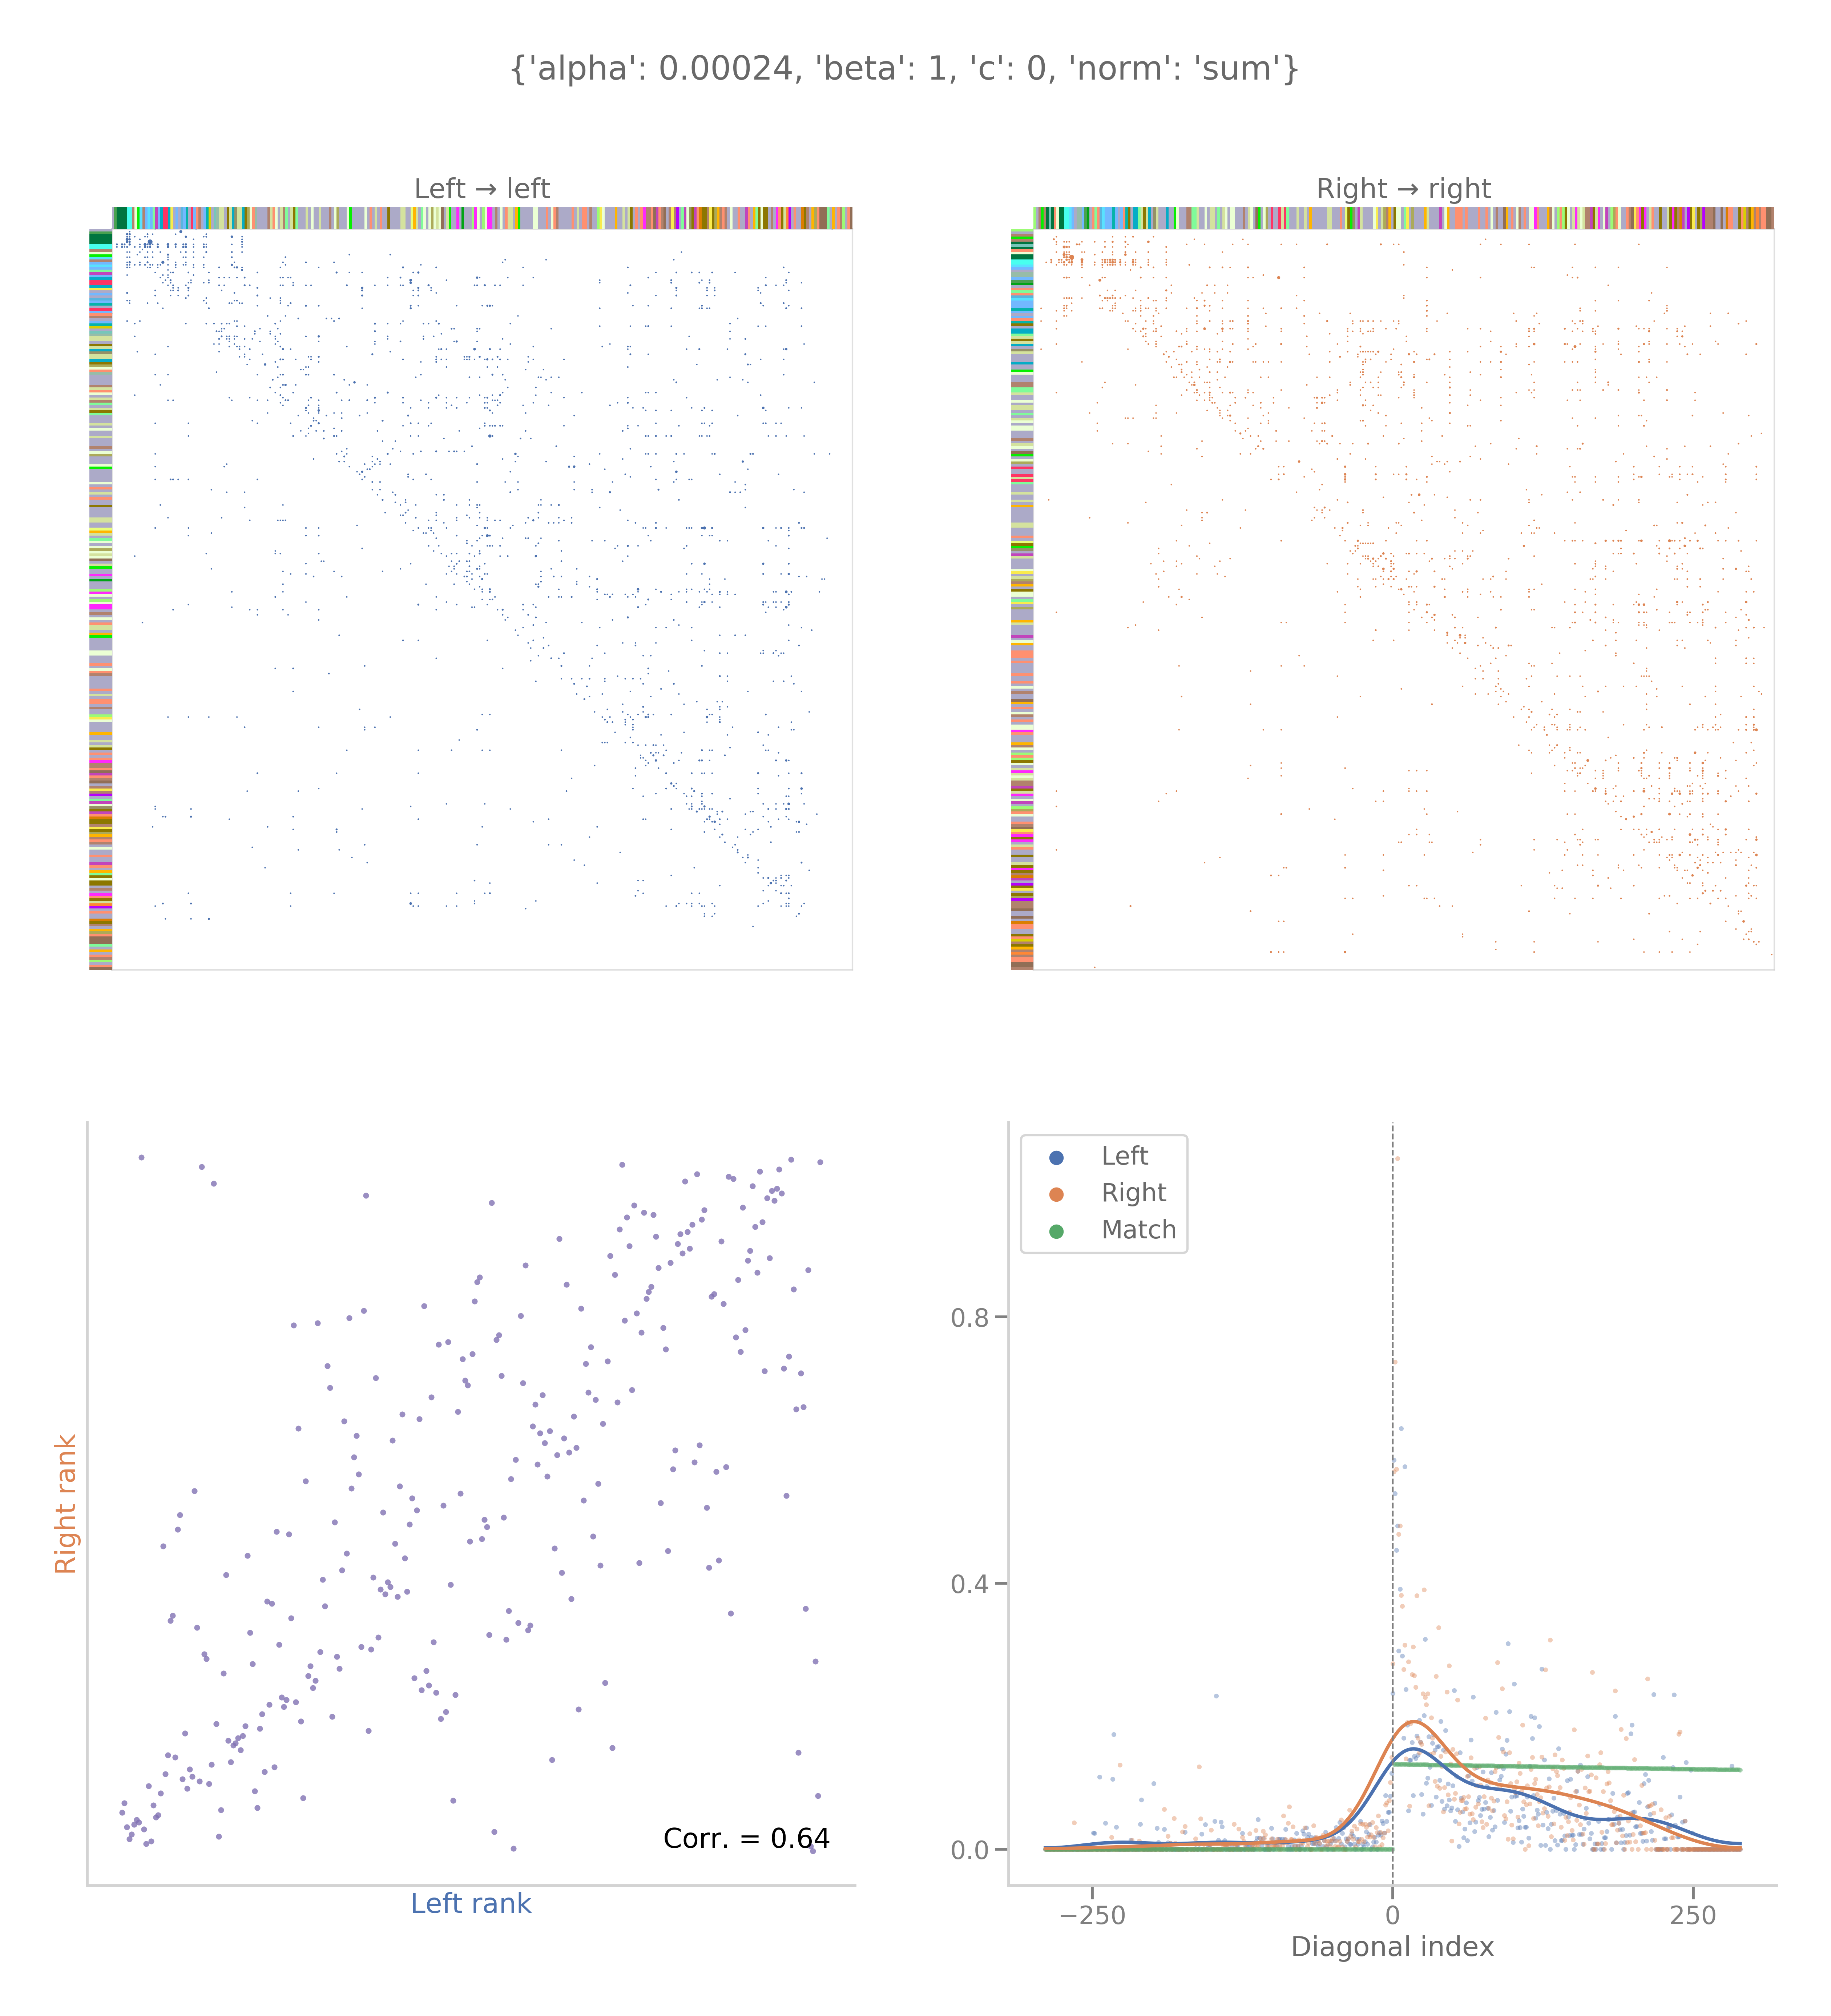 {'alpha': 0.00024, 'beta': 1, 'c': 0, 'norm': 'sum'}
Left → left
Right → right
Right rank
Corr. = 0.64
Left rank
Left
Right
Match
0.8
0.4
0.0
−250
0
250
Diagonal index